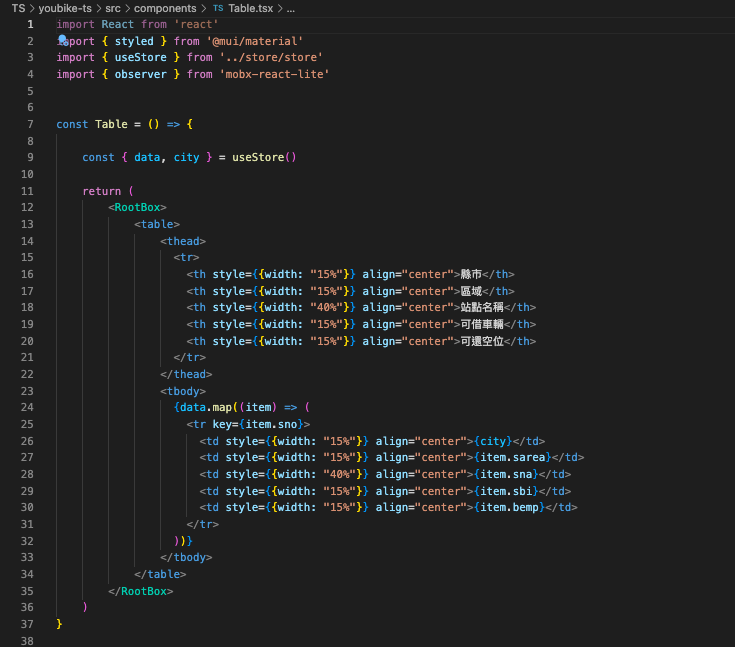 TS > youbike-ts > src > components > TS Table.tsx > ...
1 import React from 'react'
2 import { styled } from '@mui/material'
3 import { useStore } from '../store/store'
4 import { observer } from 'mobx-react-lite'
5
6
7 const Table = () => {
8
9 const { data, city } = useStore()
10
11 return (
12 <RootBox>
13 <table>
14 <thead>
15 <tr>
16 <th style={{width: "15%"}} align="center">縣市</th>
17 <th style={{width: "15%"}} align="center">區域</th>
18 <th style={{width: "40%"}} align="center">站點名稱</th>
19 <th style={{width: "15%"}} align="center">可借車輛</th>
20 <th style={{width: "15%"}} align="center">可還空位</th>
21 </tr>
22 </thead>
23 <tbody>
24 {data.map((item) => (
25 <tr key={item.sno}>
26 <td style={{width: "15%"}} align="center">{city}</td>
27 <td style={{width: "15%"}} align="center">{item.sarea}</td>
28 <td style={{width: "40%"}} align="center">{item.sna}</td>
29 <td style={{width: "15%"}} align="center">{item.sbi}</td>
30 <td style={{width: "15%"}} align="center">{item.bemp}</td>
31 </tr>
32 ))}
33 </tbody>
34 </table>
35 </RootBox>
36 )
37 }
38